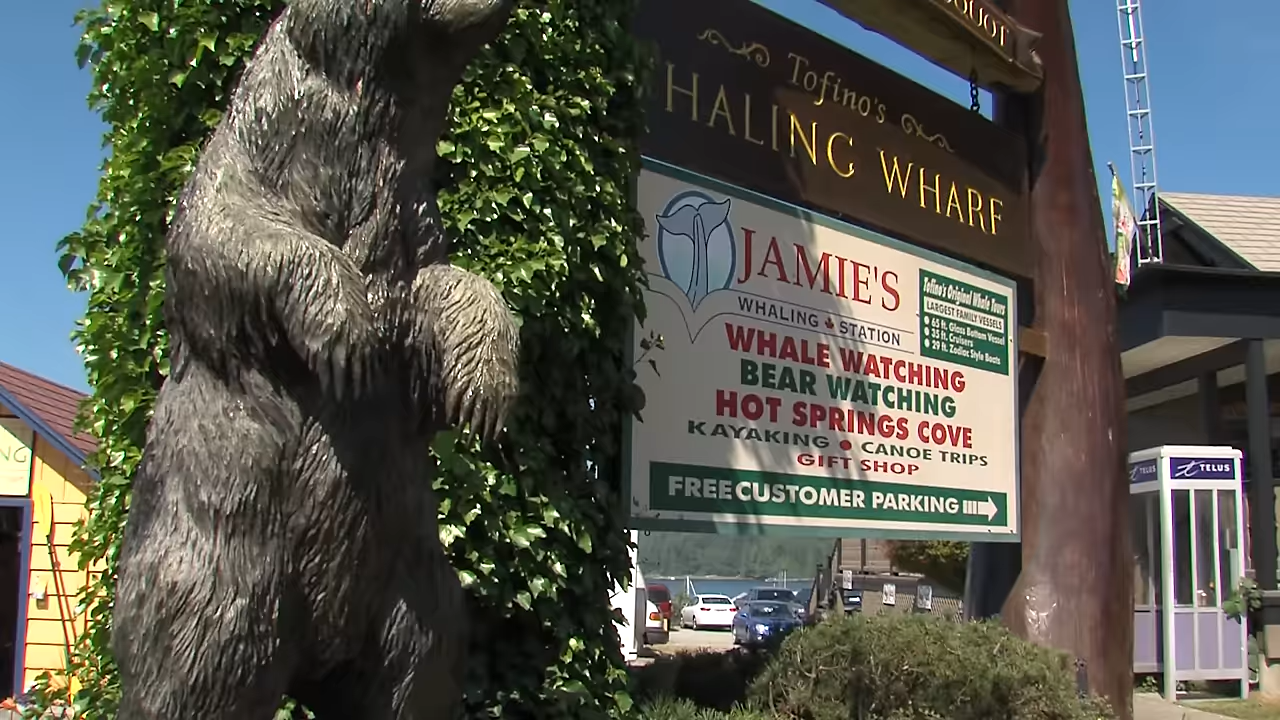 Tofino's
HALING WHARF
JAMIE'S
WHALING STATION
Tofino's Original Whale Tours
LARGEST FAMILY VESSELS
• 65 ft. Glass Bottom Vessel
• 35 ft. Cruisers
• 29 ft. Zodiac Style Boats
WHALE WATCHING
BEAR WATCHING
HOT SPRINGS COVE
KAYAKING • CANOE TRIPS
GIFT SHOP
FREE CUSTOMER PARKING
TELUS
TELUS